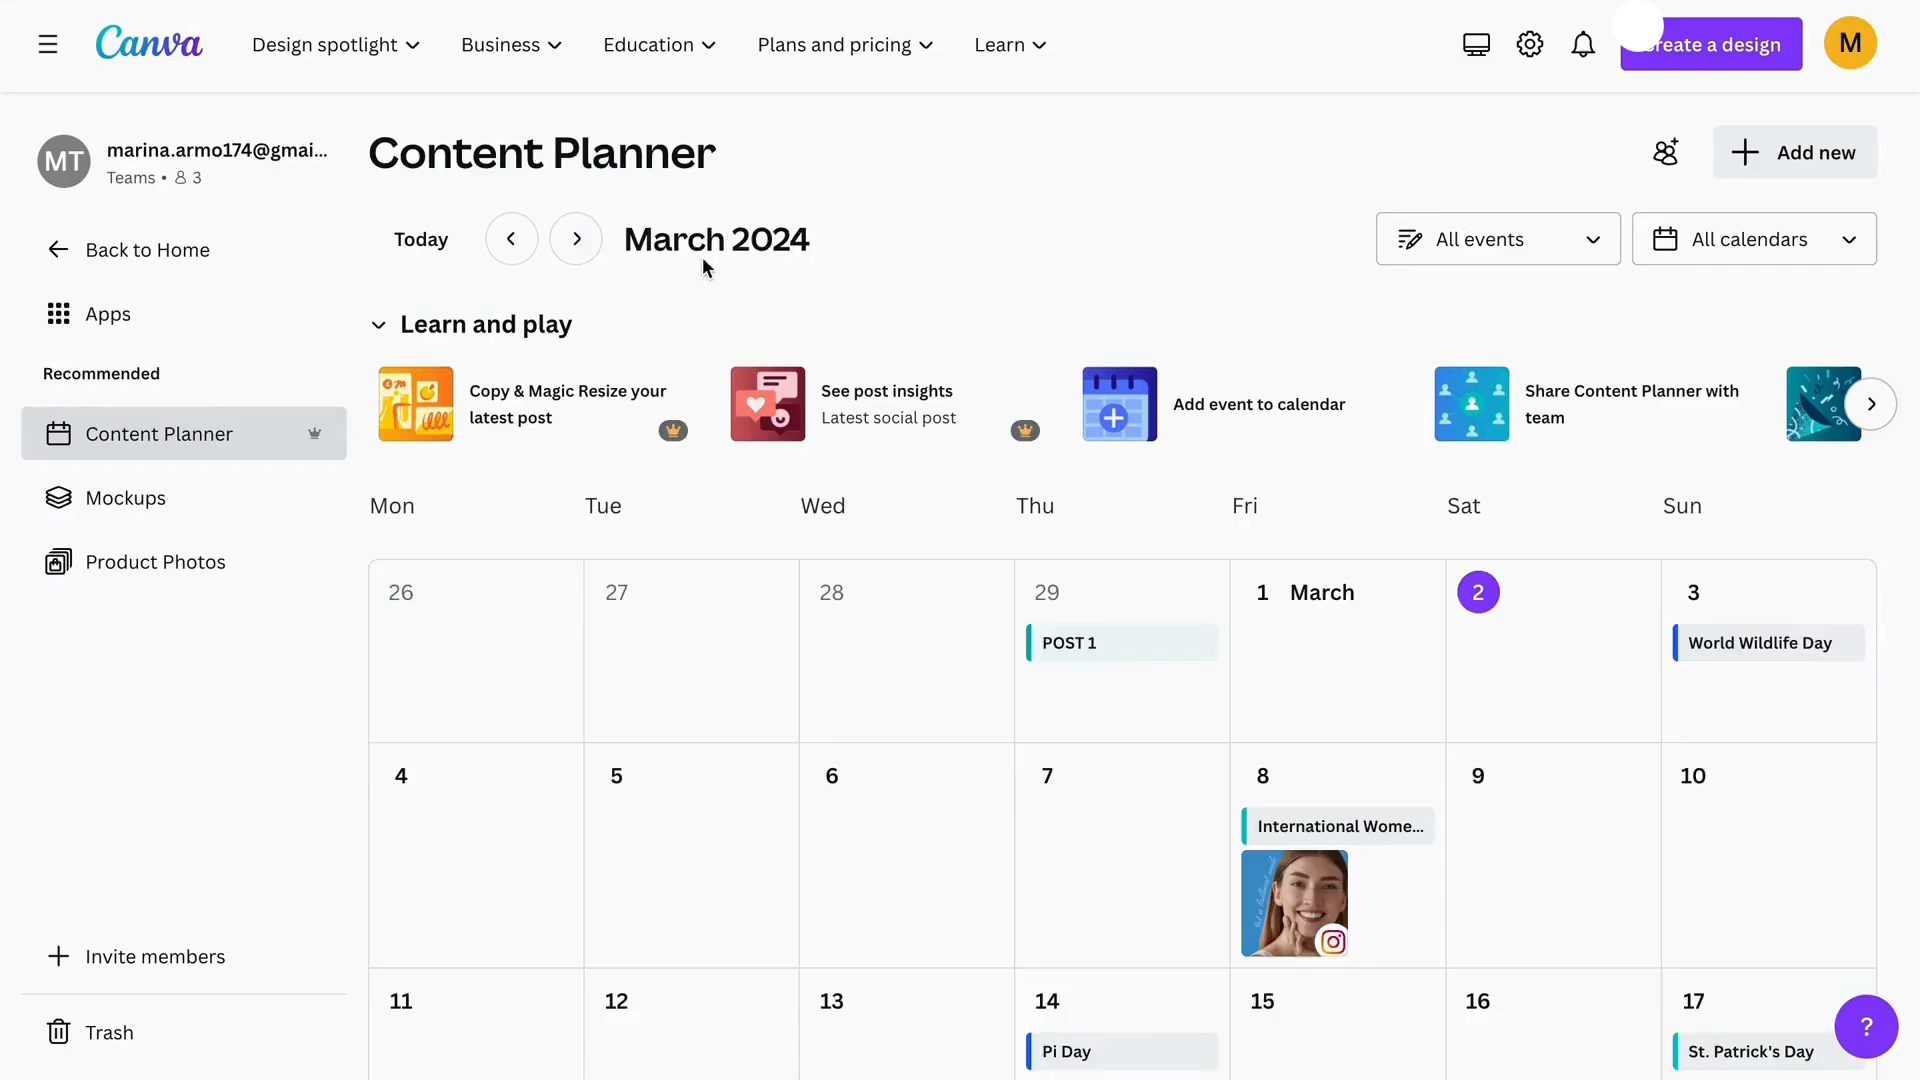 Canva
Design spotlight
Business
Education
Plans and pricing
Learn
reate a design
M
MT
marina.armo174@gmai...
Teams • 3
Back to Home
Apps
Recommended
Content Planner
Mockups
Product Photos
Invite members
Trash
Content Planner
Add new
Today
March 2024
All events
All calendars
Learn and play
Copy & Magic Resize your
latest post
See post insights
Latest social post
Add event to calendar
Share Content Planner with
team
Mon Tue Wed Thu Fri Sat Sun
26 27 28 29 1 March 2 3
POST 1
World Wildlife Day
4 5 6 7 8 9 10
International Wome...
11 12 13 14 15 16 17
Pi Day
St. Patrick's Day
?